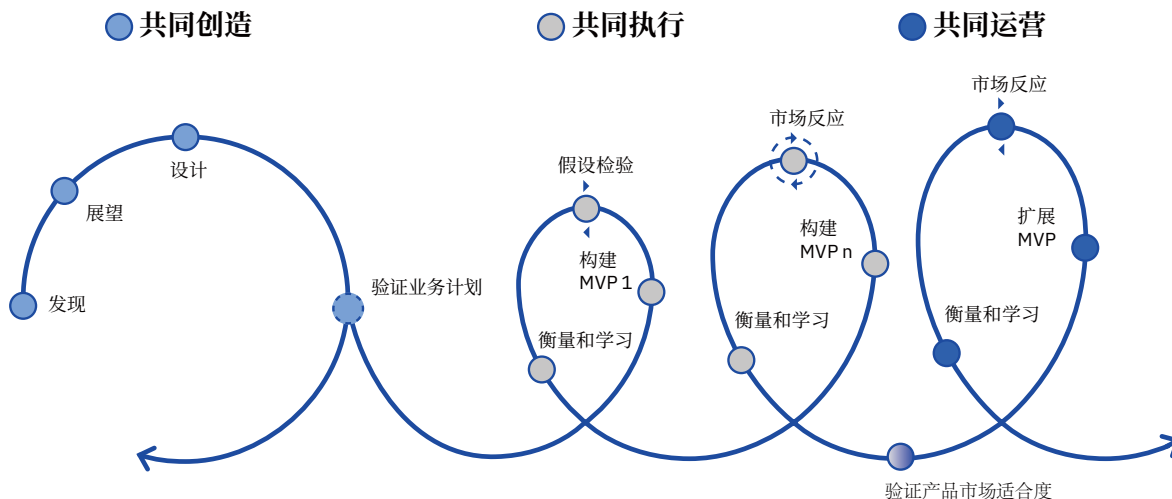 共同创造
共同执行
共同运营
发现
展望
设计
验证业务计划
假设检验
构建
MVP 1
衡量和学习
市场反应
构建
MVP n
衡量和学习
市场反应
扩展
MVP
衡量和学习
验证产品市场适合度